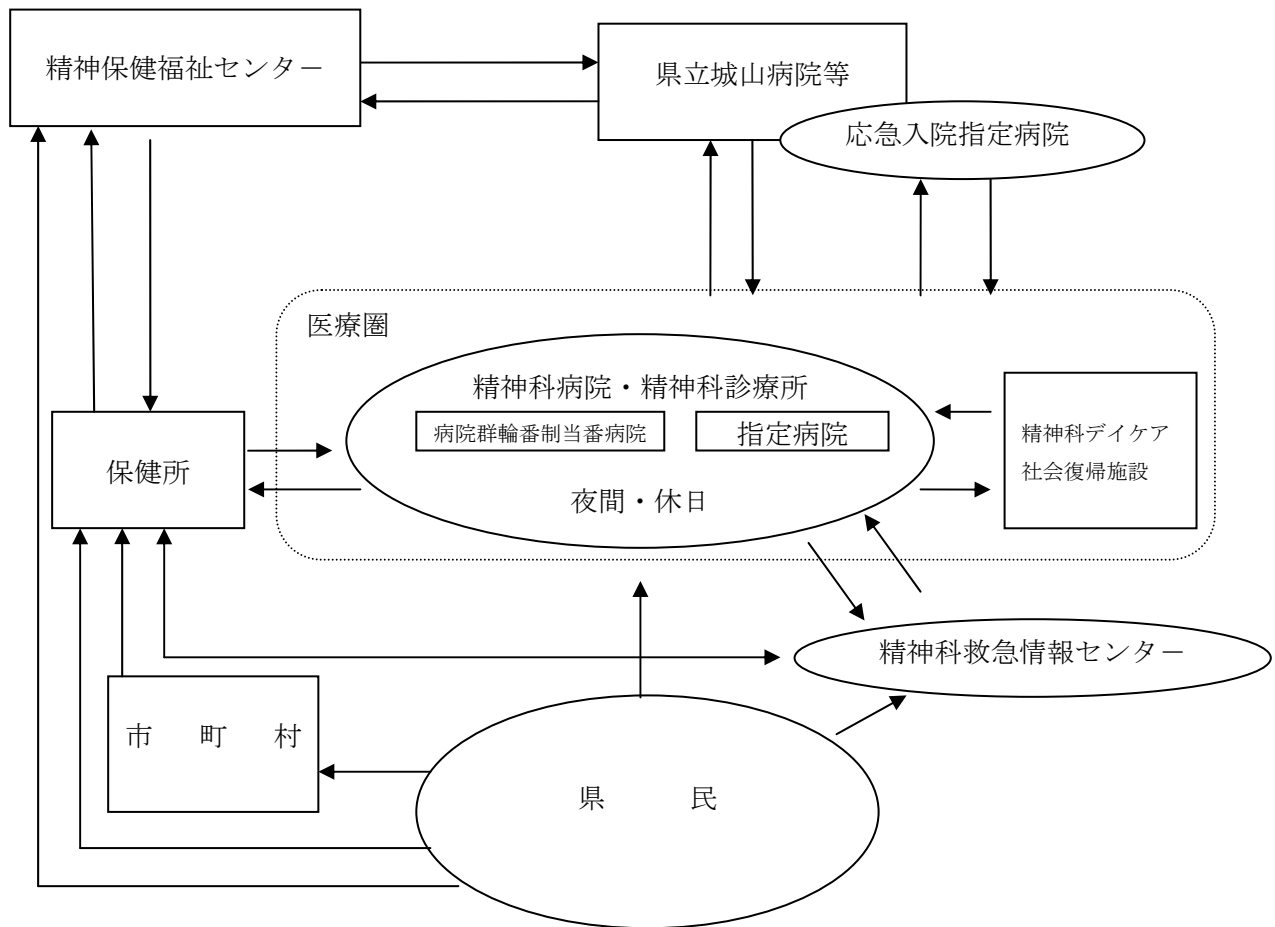 精神保健福祉センター
県立城山病院等
応急入院指定病院
医療圏
精神科病院・精神科診療所
病院群輪番制当番病院
指定病院
夜間・休日
精神科デイケア
社会復帰施設
保健所
精神科救急情報センター
市 町 村
県 民